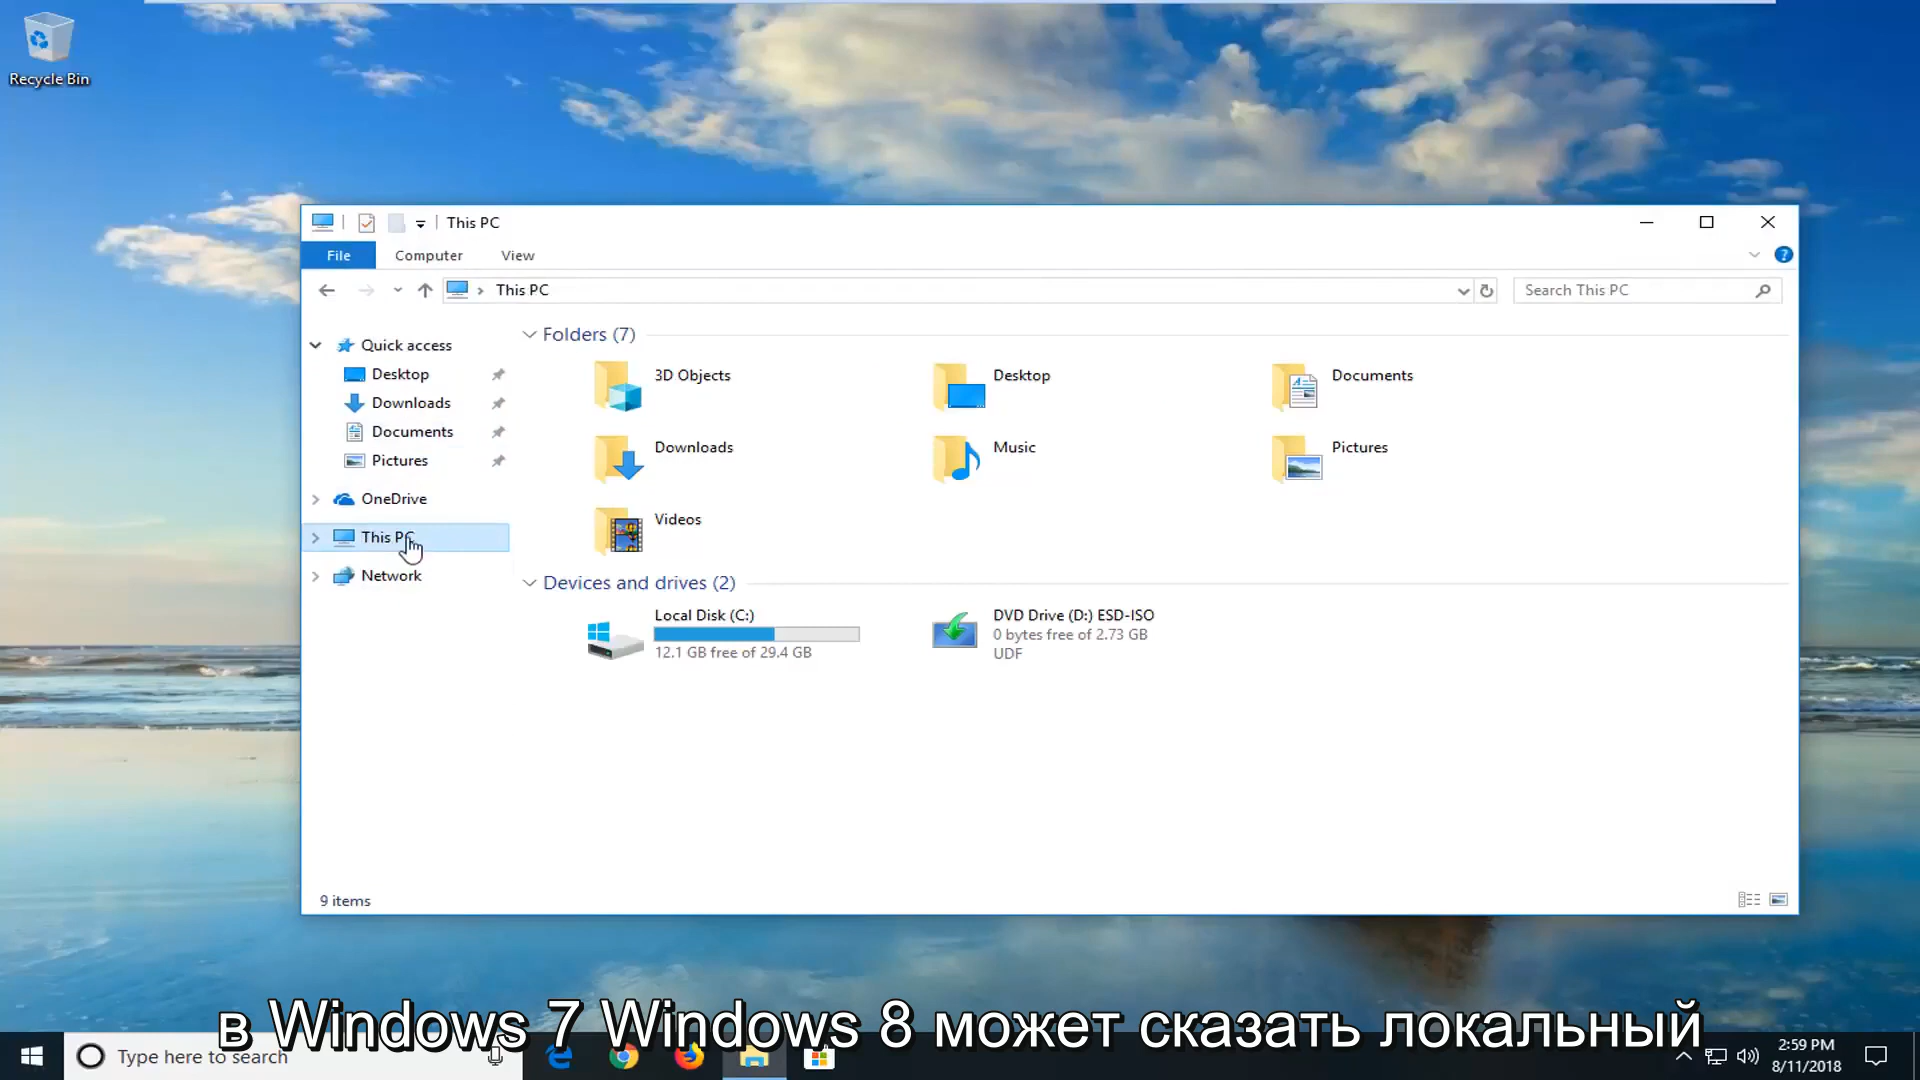 Recycle Bin
This PC
File
Computer
View
This PC
Search This PC
Quick access
Desktop
Downloads
Documents
Pictures
OneDrive
This PC
Network
Folders (7)
3D Objects
Desktop
Documents
Downloads
Music
Pictures
Videos
Devices and drives (2)
Local Disk (C:)
12.1 GB free of 29.4 GB
DVD Drive (D:) ESD-ISO
0 bytes free of 2.73 GB
UDF
9 items
в Windows 7 Windows 8 может сказать локальный
Type here to search
2:59 PM
8/11/2018